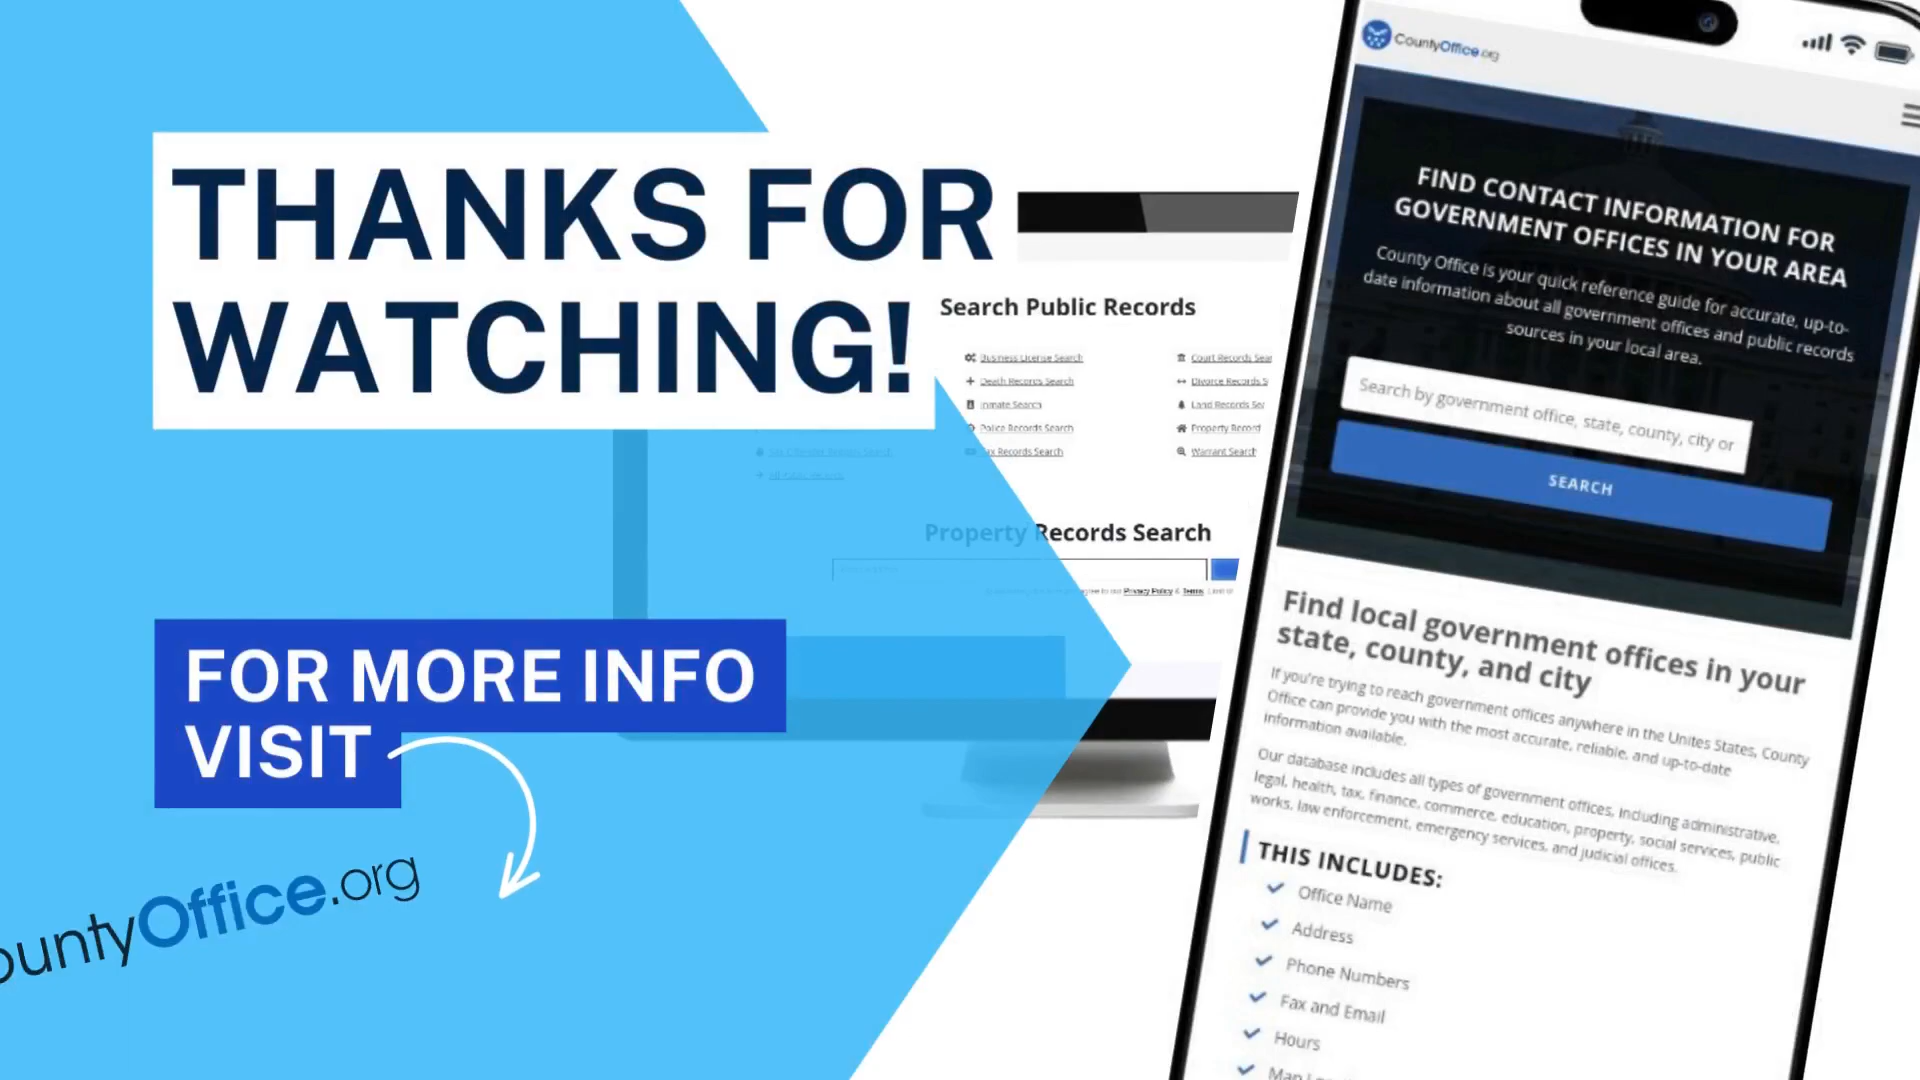 THANKS FOR
WATCHING!
FOR MORE INFO
VISIT
ountyOffice.org
Search Public Records
Business License Search
Death Records Search
Inmate Search
Police Records Search
Tax Records Search
Court Records Sear
Divorce Records S
Land Records Sea
Property Record
Warrant Search
Property Records Search
agree to our Privacy Policy & Terms.
CountyOffice.org
FIND CONTACT INFORMATION FOR
GOVERNMENT OFFICES IN YOUR AREA
County Office is your quick reference guide for accurate, up-to-
date information about all government offices and public records
sources in your local area.
Search by government office, state, county, city or
SEARCH
Find local government offices in your
state, county, and city
If you're trying to reach government offices anywhere in the Unites States, County
Office can provide you with the most accurate, reliable, and up-to-date
information available.
Our database includes all types of government offices, including administrative,
legal, health, tax, finance, commerce, education, property, social services, public
works, law enforcement, emergency services, and judicial offices.
THIS INCLUDES:
Office Name
Address
Phone Numbers
Fax and Email
Hours